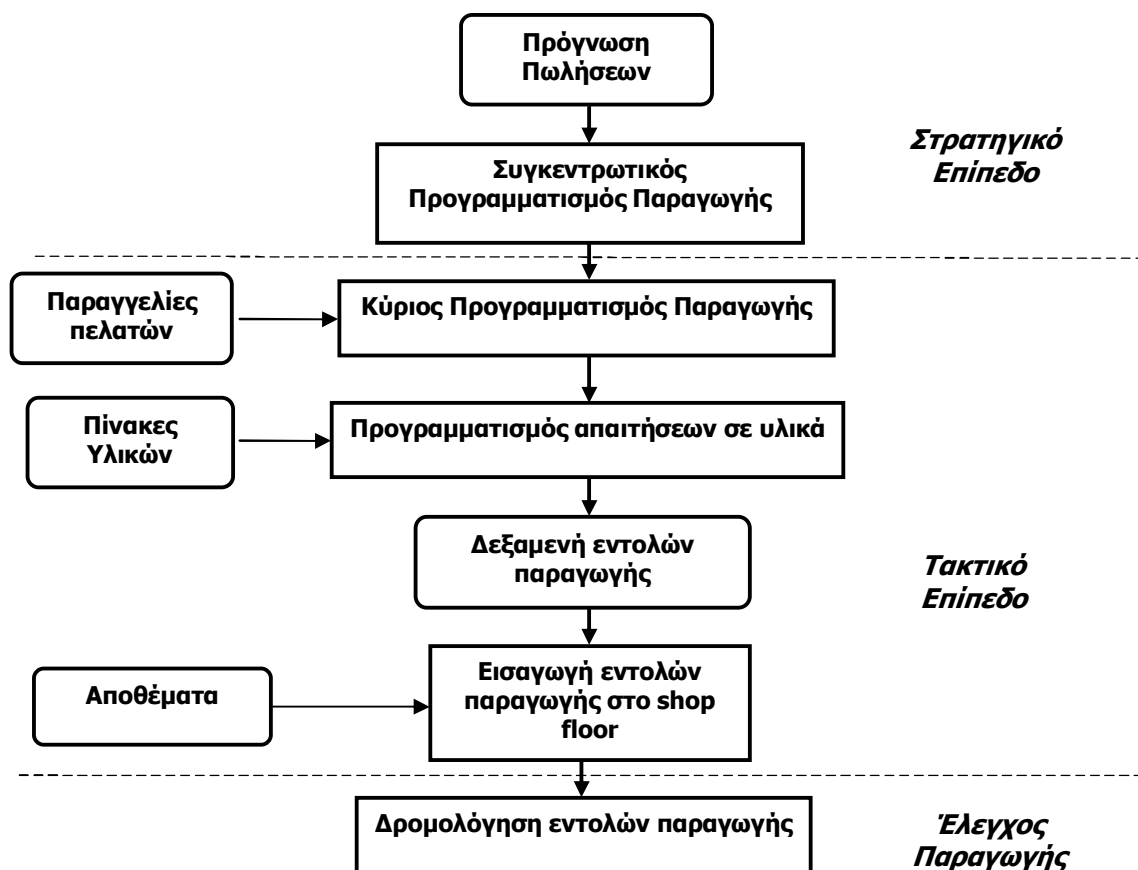 Πρόγνωση
Πωλήσεων
Στρατηγικό
Επίπεδο
Συγκεντρωτικός
Προγραμματισμός Παραγωγής
Παραγγελίες
πελατών
Κύριος Προγραμματισμός Παραγωγής
Πίνακες
Υλικών
Προγραμματισμός απαιτήσεων σε υλικά
Δεξαμενή εντολών
παραγωγής
Τακτικό
Επίπεδο
Αποθέματα
Εισαγωγή εντολών
παραγωγής στο shop
floor
Δρομολόγηση εντολών παραγωγής
Έλεγχος
Παραγωγής